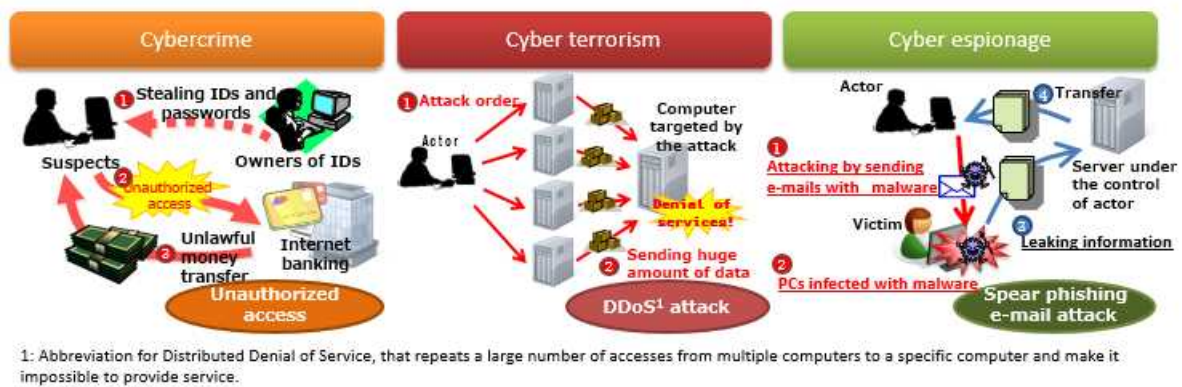 Cybercrime
1 Stealing IDs and
passwords
Suspects
Owners of IDs
2
Unauthorized
access
3 Unlawful
money
transfer
Internet
banking
Unauthorized
access
Cyber terrorism
1 Attack order
Actor
Computer
targeted by
the attack
Denial of
services!
2 Sending huge
amount of data
DDoS¹ attack
Cyber espionage
Actor
4 Transfer
1
Attacking by sending
e-mails with malware
Server under
the control
of actor
Victim
3
Leaking information
2
PCs infected with malware
Spear phishing
e-mail attack
1: Abbreviation for Distributed Denial of Service, that repeats a large number of accesses from multiple computers to a specific computer and make it
impossible to provide service.